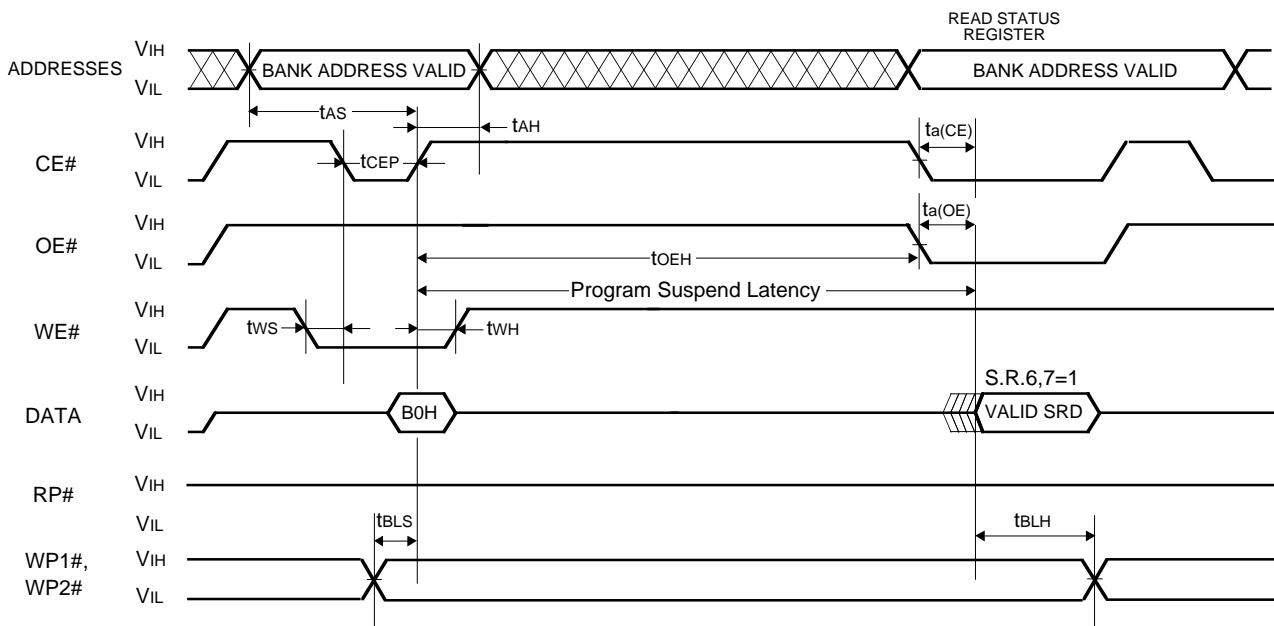 READ STATUS
REGISTER
ADDRESSES
VIH
VIL
BANK ADDRESS VALID
BANK ADDRESS VALID
tAS
tAH
CE#
VIH
VIL
tCEP
ta(CE)
OE#
VIH
VIL
ta(OE)
tOEH
Program Suspend Latency
WE#
VIH
VIL
tWS
tWH
DATA
VIH
VIL
B0H
S.R.6,7=1
VALID SRD
RP#
VIH
VIL
tBLS
tBLH
WP1#,
WP2#
VIH
VIL